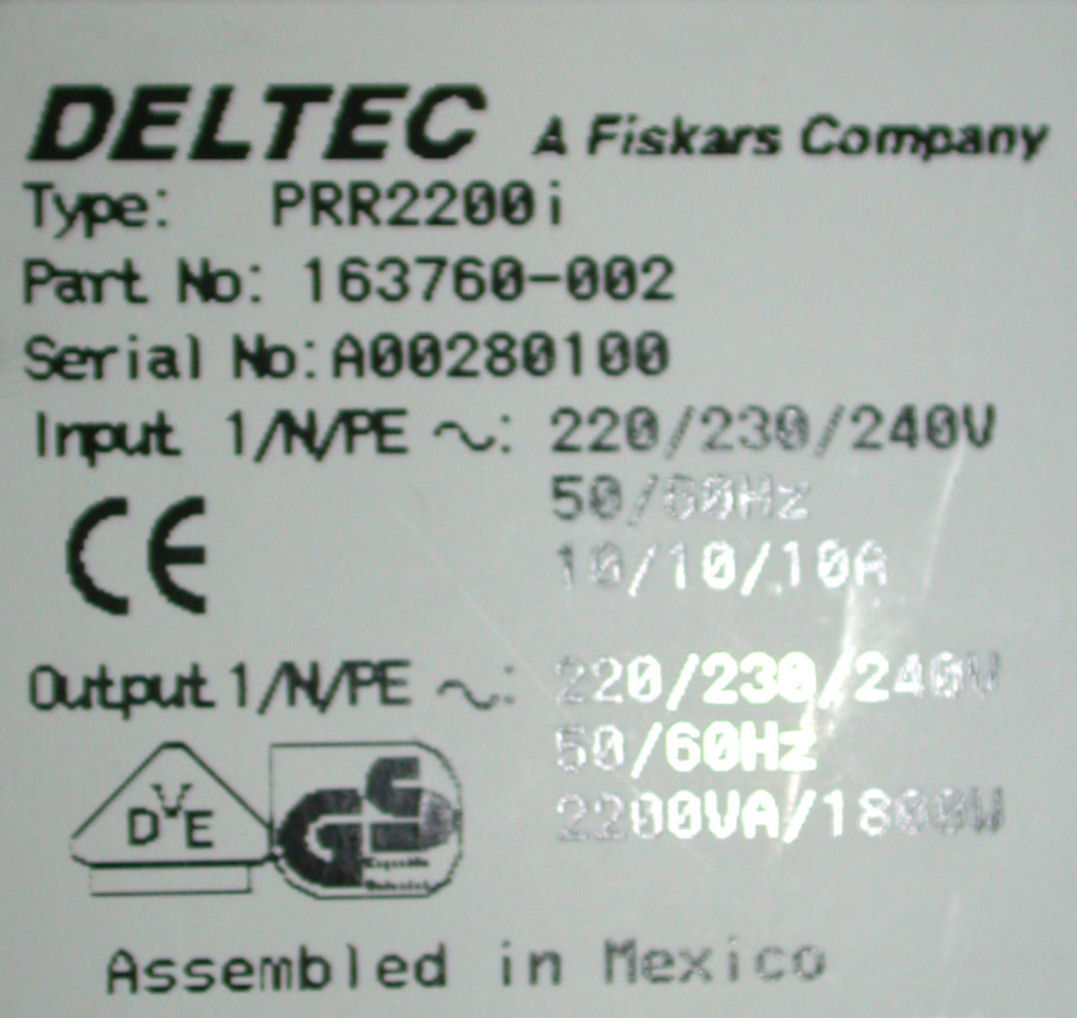 DELTEC A Fiskars Company
Type: PRR2200i
Part No: 163760-002
Serial No: A00280100
Input 1/N/PE ~: 220/230/240V
50/60Hz
10/10/10A
CE
Output 1/N/PE ~: 220/230/240V
50/60Hz
2200VA/1800W
DVE
GS
Assembled in Mexico